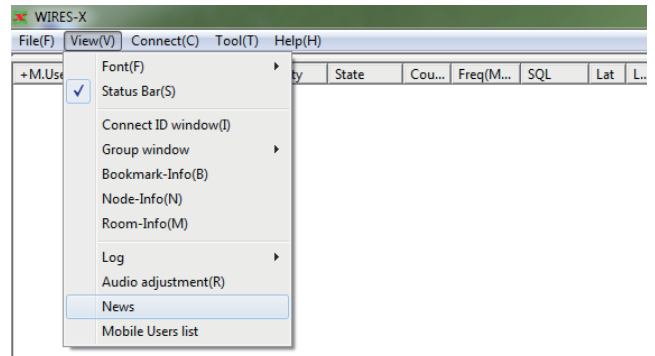 WIRES-X
File(F) View(V) Connect(C) Tool(T) Help(H)
+M.Use ty State Cou... Freq(M... SQL Lat L...
Font(F)
Status Bar(S)
Connect ID window(I)
Group window
Bookmark-Info(B)
Node-Info(N)
Room-Info(M)
Log
Audio adjustment(R)
News
Mobile Users list